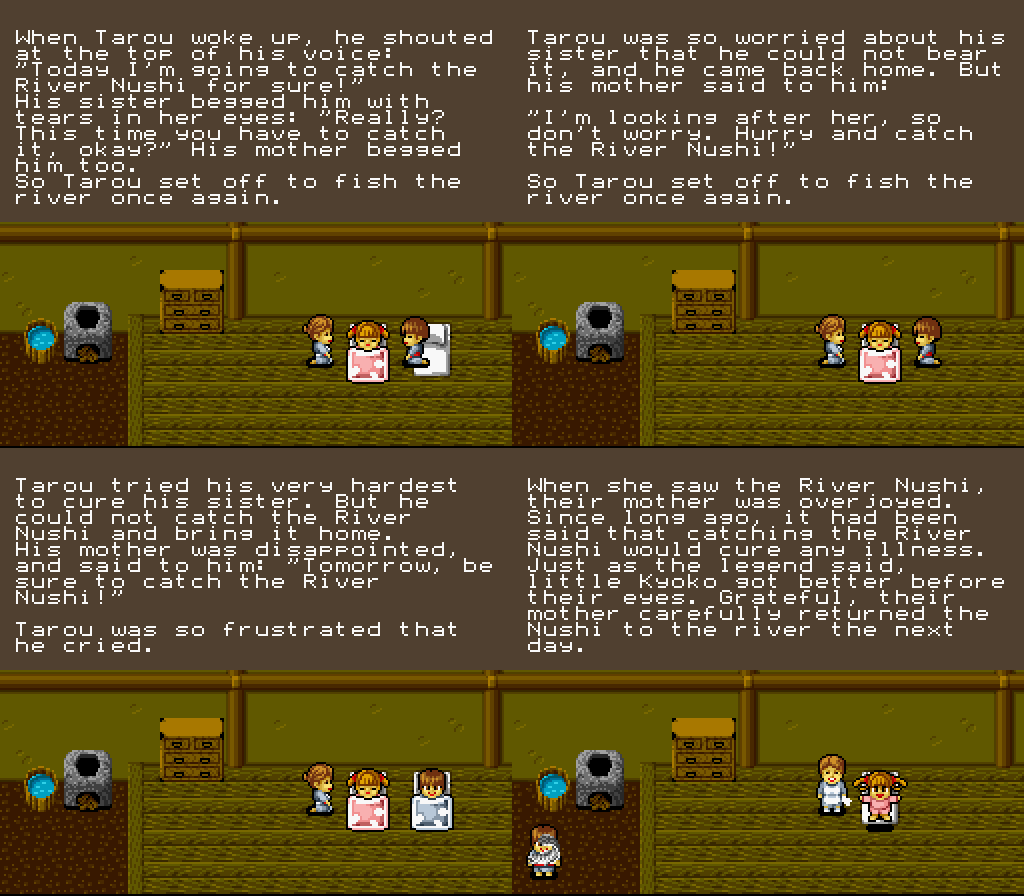 When Tarou woke up, he shouted
at the top of his voice:
"Today I'm going to catch the
River Nushi for sure!"
His sister begged him with
tears in her eyes: "Really?
This time you have to catch
it, okay?" His mother begged
him too.
So Tarou set off to fish the
river once again.
Tarou was so worried about his
sister that he could not bear
it, and he came back home. But
his mother said to him:
"I'm looking after her, so
don't worry. Hurry and catch
the River Nushi!"
So Tarou set off to fish the
river once again.
Tarou tried his very hardest
to cure his sister. But he
could not catch the River
Nushi and bring it home.
His mother was disappointed,
and said to him: "Tomorrow, be
sure to catch the River
Nushi!"
Tarou was so frustrated that
he cried.
When she saw the River Nushi,
their mother was overjoyed.
Since long ago, it had been
said that catching the River
Nushi would cure any illness.
Just as the legend said,
little Kyoko got better before
their eyes. Grateful, their
mother carefully returned the
Nushi to the river the next
day.